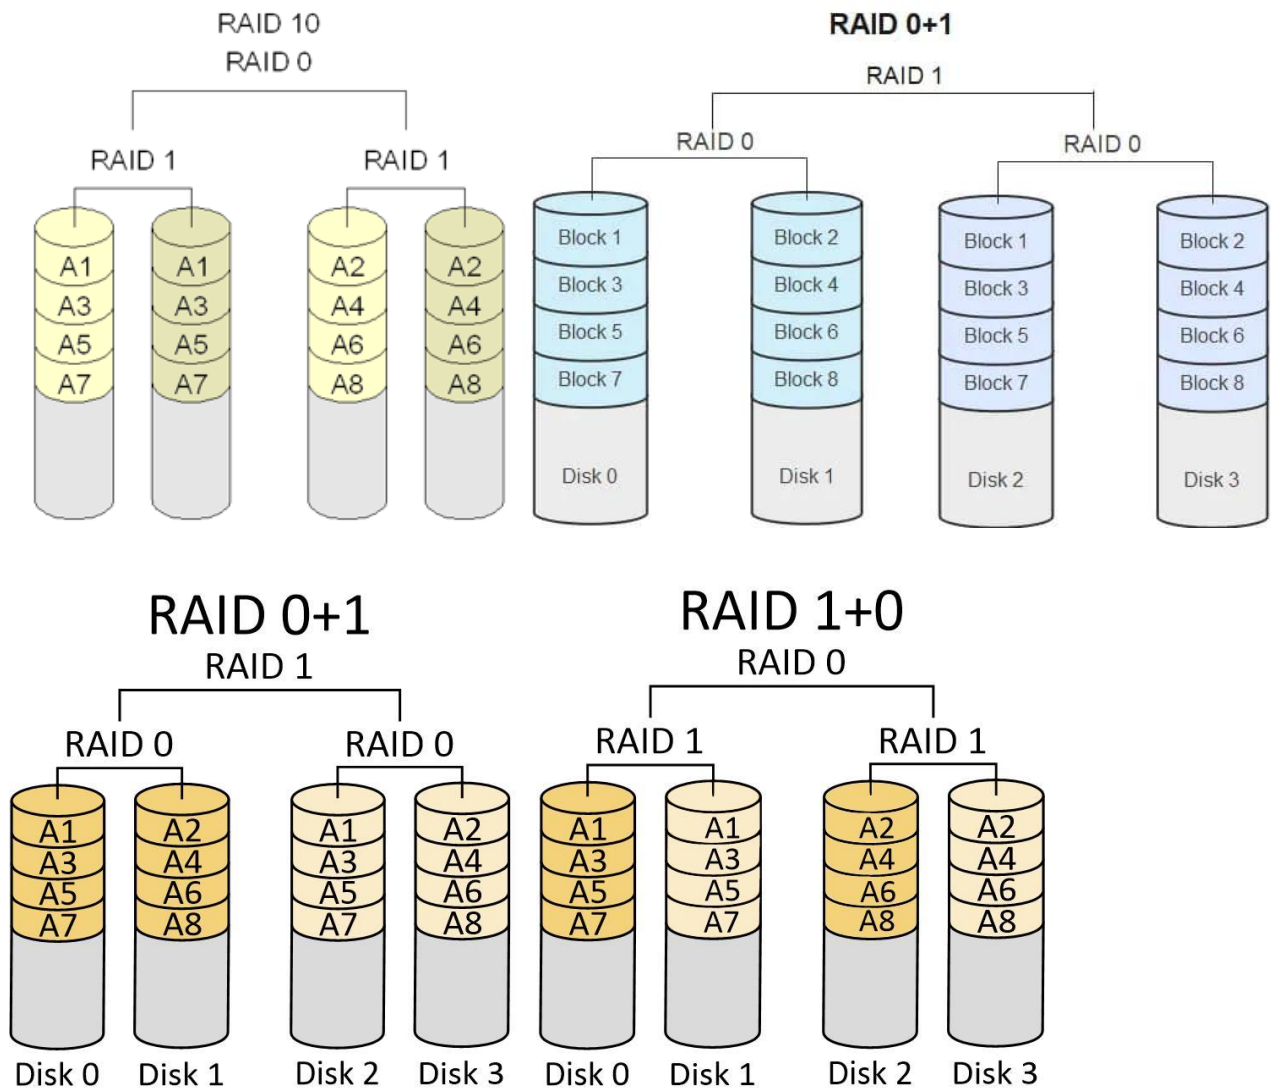 RAID 10
RAID 0
RAID 1 RAID 1
A1 A1 A2 A2
A3 A3 A4 A4
A5 A5 A6 A6
A7 A7 A8 A8
RAID 0+1
RAID 1
RAID 0 RAID 0
Block 1 Block 2 Block 1 Block 2
Block 3 Block 4 Block 3 Block 4
Block 5 Block 6 Block 5 Block 6
Block 7 Block 8 Block 7 Block 8
Disk 0 Disk 1 Disk 2 Disk 3
RAID 0+1
RAID 1
RAID 0 RAID 0
A1 A2 A1 A2
A3 A4 A3 A4
A5 A6 A5 A6
A7 A8 A7 A8
Disk 0 Disk 1 Disk 2 Disk 3
RAID 1+0
RAID 0
RAID 1 RAID 1
A1 A1 A2 A2
A3 A3 A4 A4
A5 A5 A6 A6
A7 A7 A8 A8
Disk 0 Disk 1 Disk 2 Disk 3